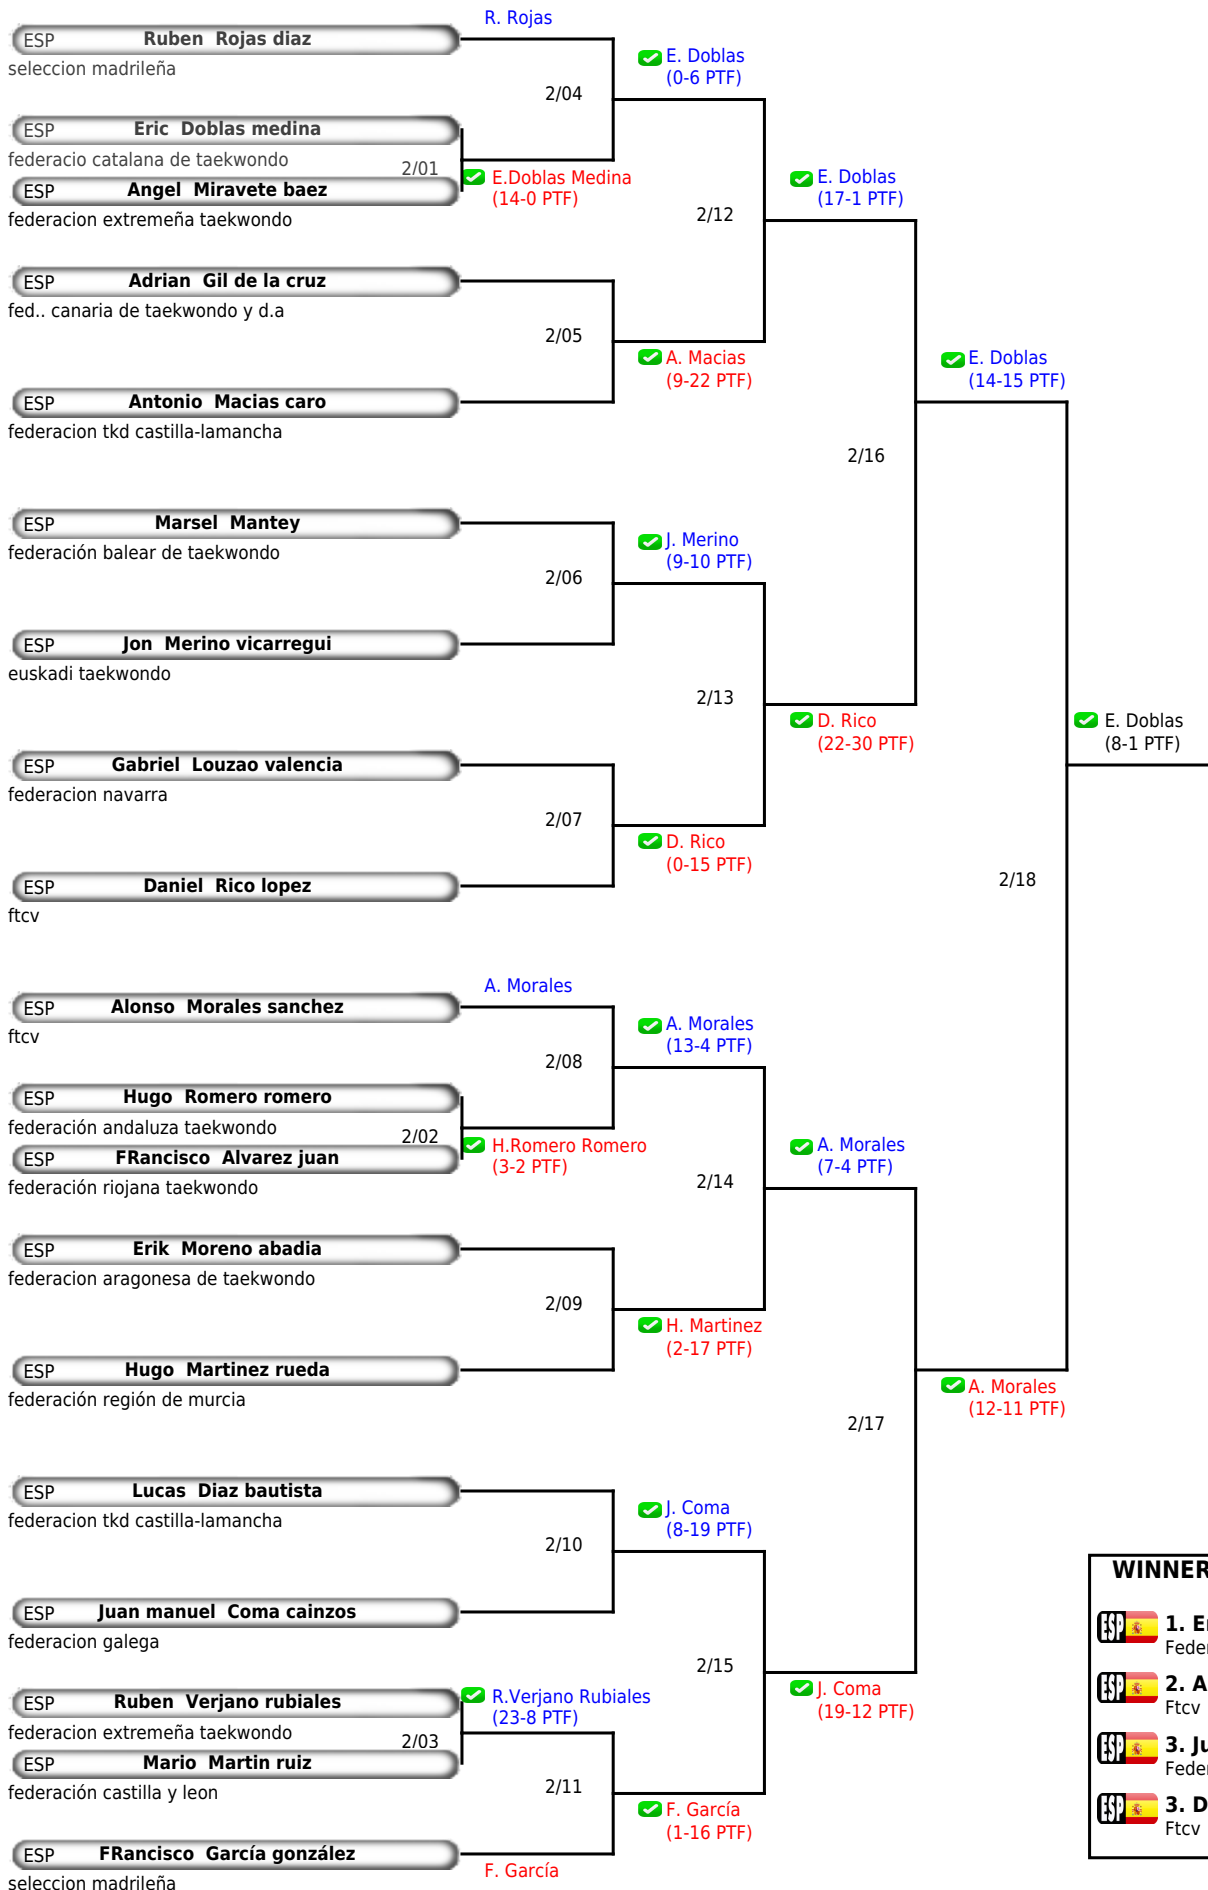 R. Rojas
ESP Ruben Rojas diaz
seleccion madrileña
E. Doblas
(0-6 PTF)
2/04
ESP Eric Doblas medina
federacio catalana de taekwondo
2/01
ESP Angel Miravete baez
federacion extremeña taekwondo
E.Doblas Medina
(14-0 PTF)
E. Doblas
(17-1 PTF)
2/12
ESP Adrian Gil de la cruz
fed.. canaria de taekwondo y d.a
2/05
A. Macias
(9-22 PTF)
E. Doblas
(14-15 PTF)
ESP Antonio Macias caro
federacion tkd castilla-lamancha
2/16
ESP Marsel Mantey
federación balear de taekwondo
J. Merino
(9-10 PTF)
2/06
ESP Jon Merino vicarregui
euskadi taekwondo
2/13
D. Rico
(22-30 PTF)
E. Doblas
(8-1 PTF)
ESP Gabriel Louzao valencia
federacion navarra
2/07
D. Rico
(0-15 PTF)
ESP Daniel Rico lopez
ftcv
2/18
A. Morales
ESP Alonso Morales sanchez
ftcv
A. Morales
(13-4 PTF)
2/08
ESP Hugo Romero romero
federación andaluza taekwondo
2/02
ESP FRancisco Alvarez juan
federación riojana taekwondo
H.Romero Romero
(3-2 PTF)
A. Morales
(7-4 PTF)
2/14
ESP Erik Moreno abadia
federacion aragonesa de taekwondo
2/09
H. Martinez
(2-17 PTF)
ESP Hugo Martinez rueda
federación región de murcia
A. Morales
(12-11 PTF)
2/17
ESP Lucas Diaz bautista
federacion tkd castilla-lamancha
J. Coma
(8-19 PTF)
2/10
ESP Juan manuel Coma cainzos
federacion galega
2/15
J. Coma
(19-12 PTF)
ESP Ruben Verjano rubiales
federacion extremeña taekwondo
2/03
R.Verjano Rubiales
(23-8 PTF)
ESP Mario Martin ruiz
federación castilla y leon
2/11
F. García
(1-16 PTF)
ESP FRancisco García gonzález
seleccion madrileña
F. García
WINNER
ESP 1. Er
Feder
ESP 2. A
Ftcv
ESP 3. Ju
Feder
ESP 3. D
Ftcv